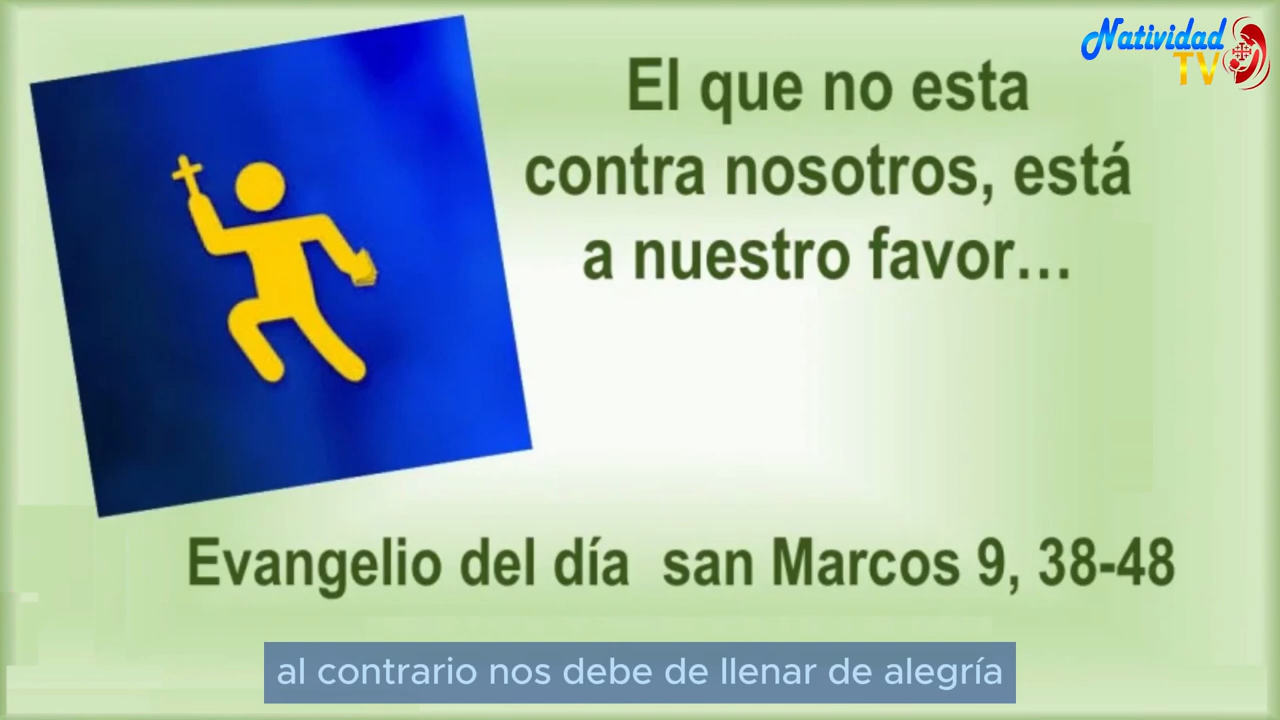 Natividad
TV
El que no esta
contra nosotros, está
a nuestro favor…
Evangelio del día san Marcos 9, 38-48
al contrario nos debe de llenar de alegría